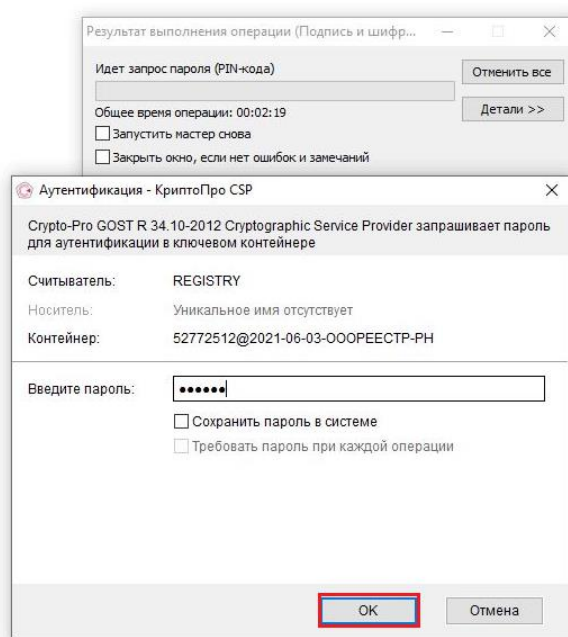 Результат выполнения операции (Подпись и шифр...
Идет запрос пароля (PIN-кода)
Отменить все
Общее время операции: 00:02:19
Детали >>
Запустить мастер снова
Закрыть окно, если нет ошибок и замечаний
Аутентификация - КриптоПро CSP
Crypto-Pro GOST R 34.10-2012 Cryptographic Service Provider запрашивает пароль
для аутентификации в ключевом контейнере
Считыватель: REGISTRY
Носитель: Уникальное имя отсутствует
Контейнер: 52772512@2021-06-03-ОООРЕЕСТР-РН
Введите пароль: ●●●●●●
Сохранить пароль в системе
Требовать пароль при каждой операции
OK
Отмена